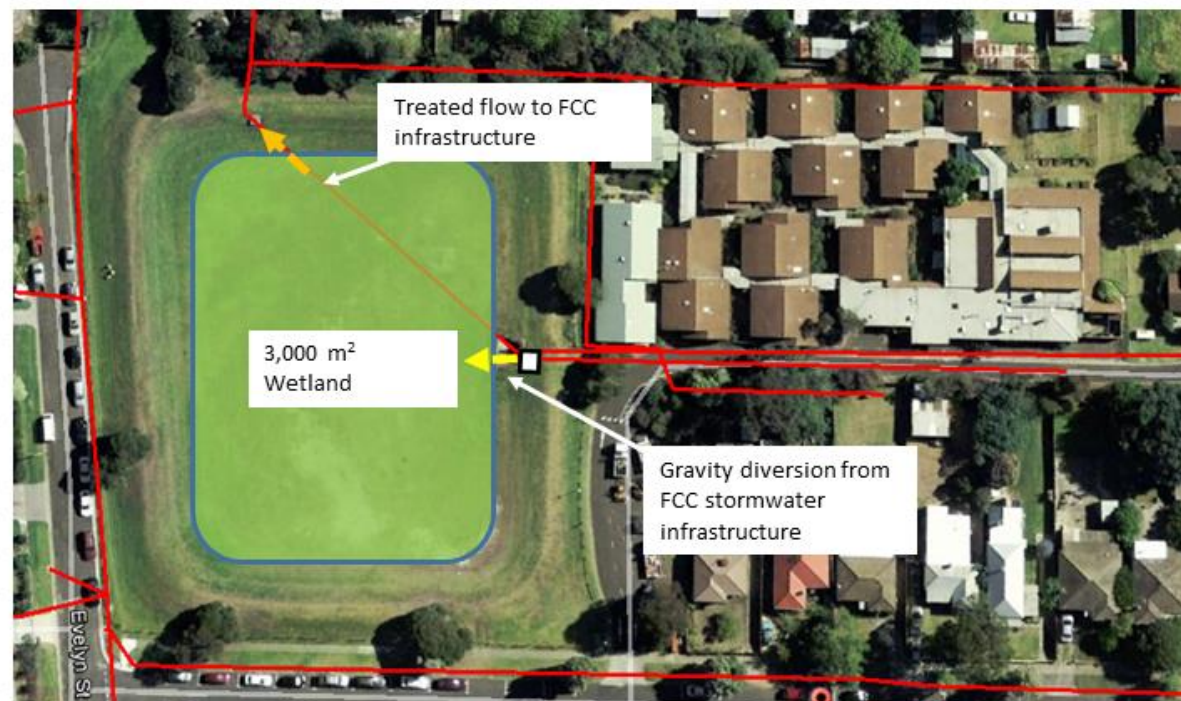 Treated flow to FCC
infrastructure
3,000 m²
Wetland
Gravity diversion from
FCC stormwater
infrastructure
Evelyn St